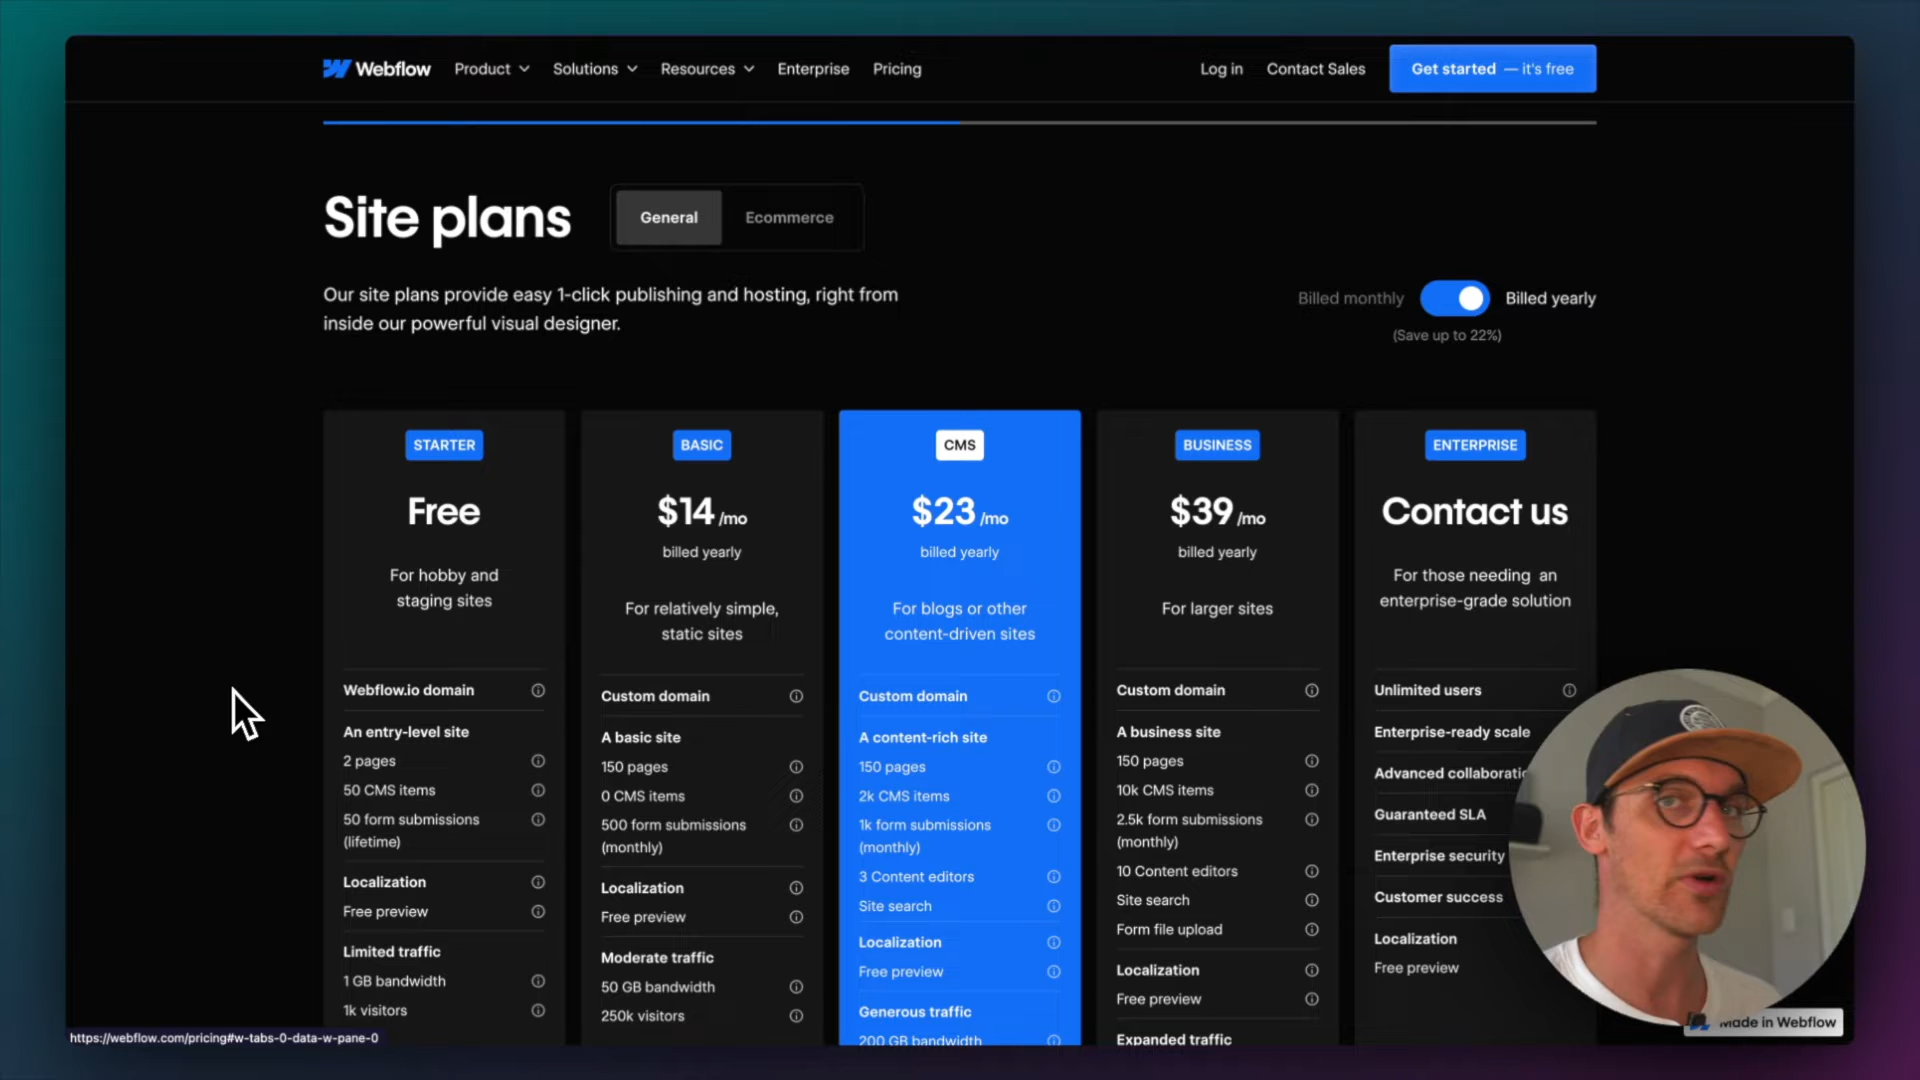 Webflow
Product
Solutions
Resources
Enterprise
Pricing
Log in
Contact Sales
Get started — it's free
Site plans
General
Ecommerce
Our site plans provide easy 1-click publishing and hosting, right from
inside our powerful visual designer.
Billed monthly
Billed yearly
(Save up to 22%)
STARTER
Free
For hobby and
staging sites
Webflow.io domain
An entry-level site
2 pages
50 CMS items
50 form submissions
(lifetime)
Localization
Free preview
Limited traffic
1 GB bandwidth
1k visitors
BASIC
$14 /mo
billed yearly
For relatively simple,
static sites
Custom domain
A basic site
150 pages
0 CMS items
500 form submissions
(monthly)
Localization
Free preview
Moderate traffic
50 GB bandwidth
250k visitors
CMS
$23 /mo
billed yearly
For blogs or other
content-driven sites
Custom domain
A content-rich site
150 pages
2k CMS items
1k form submissions
(monthly)
3 Content editors
Site search
Localization
Free preview
Generous traffic
200 GB bandwidth
BUSINESS
$39 /mo
billed yearly
For larger sites
Custom domain
A business site
150 pages
10k CMS items
2.5k form submissions
(monthly)
10 Content editors
Site search
Form file upload
Localization
Free preview
Expanded traffic
ENTERPRISE
Contact us
For those needing an
enterprise-grade solution
Unlimited users
Enterprise-ready scale
Advanced
Guaranteed SLA
Enterprise security
Customer success
Localization
Free preview
Made in Webflow
https://webflow.com/pricing#w-tabs-0-data-w-pane-0